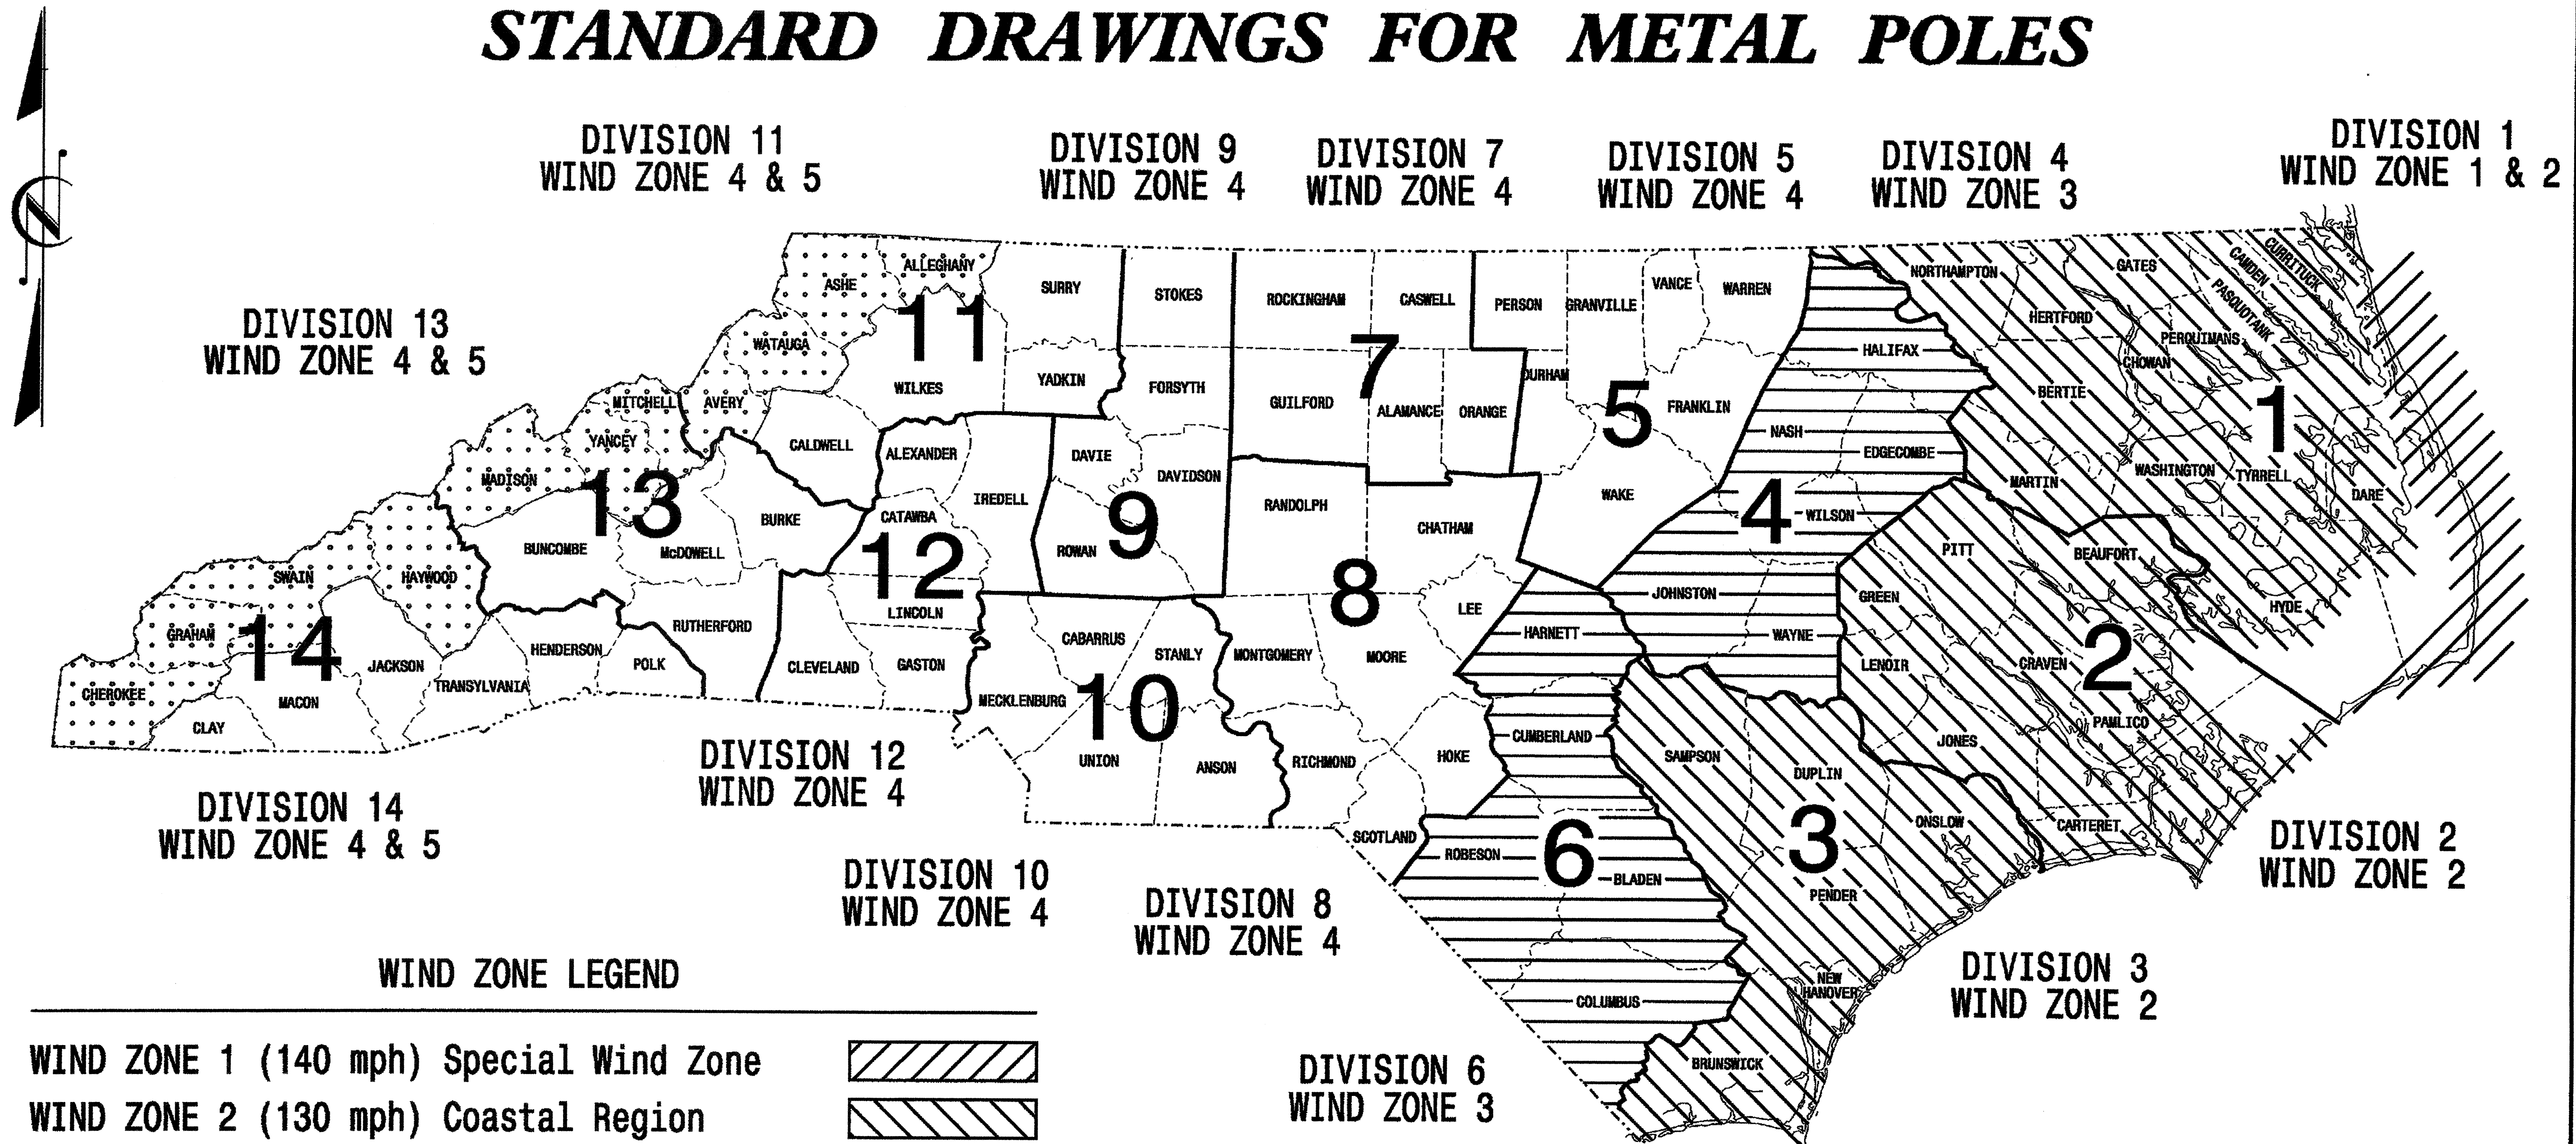 STANDARD DRAWINGS FOR METAL POLES
DIVISION 11
WIND ZONE 4 & 5
DIVISION 9
WIND ZONE 4
DIVISION 7
WIND ZONE 4
DIVISION 5
WIND ZONE 4
DIVISION 4
WIND ZONE 3
DIVISION 1
WIND ZONE 1 & 2
DIVISION 13
WIND ZONE 4 & 5
N
ASHE
ALLEGHANY
11
SURRY
STOKES
ROCKINGHAM
CASWELL
PERSON
GRANVILLE
VANCE
WARREN
NORTHAMPTON
GATES
CAMDEN
CURRITUCK
PASQUOTANK
HERTFORD
PERQUIMANS
CHOWAN
WATAUGA
WILKES
YADKIN
FORSYTH
7
GUILFORD
ALAMANCE
ORANGE
DURHAM
5
FRANKLIN
HALIFAX
BERTIE
1
MITCHELL
AVERY
CALDWELL
ALEXANDER
DAVIE
DAVIDSON
NASH
EDGECOMBE
MARTIN
WASHINGTON
TYRRELL
DARE
YANCEY
MADISON
13
BURKE
CATAWBA
IREDELL
9
ROWAN
RANDOLPH
CHATHAM
WAKE
4
WILSON
PITT
BEAUFORT
HYDE
BUNCOMBE
McDOWELL
12
LINCOLN
SWAIN
HAYWOOD
8
LEE
JOHNSTON
GREEN
GRAHAM
14
JACKSON
HENDERSON
POLK
RUTHERFORD
CLEVELAND
GASTON
CABARRUS
STANLY
MONTGOMERY
MOORE
HARNETT
WAYNE
LENOIR
CRAVEN
2
PAMLICO
CHEROKEE
CLAY
MACON
TRANSYLVANIA
MECKLENBURG
10
UNION
ANSON
RICHMOND
HOKE
CUMBERLAND
SAMPSON
DUPLIN
JONES
ONSLOW
CARTERET
SCOTLAND
ROBESON
6
BLADEN
3
PENDER
NEW
HANOVER
COLUMBUS
BRUNSWICK
DIVISION 12
WIND ZONE 4
DIVISION 14
WIND ZONE 4 & 5
DIVISION 10
WIND ZONE 4
DIVISION 8
WIND ZONE 4
DIVISION 2
WIND ZONE 2
DIVISION 3
WIND ZONE 2
DIVISION 6
WIND ZONE 3
WIND ZONE LEGEND
WIND ZONE 1 (140 mph) Special Wind Zone
WIND ZONE 2 (130 mph) Coastal Region